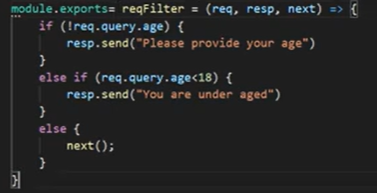 module.exports= reqFilter = (req, resp, next) => {
    if (!req.query.age) {
        resp.send("Please provide your age")
    }
    else if (req.query.age<18) {
        resp.send("You are under aged")
    }
    else {
        next();
    }
}